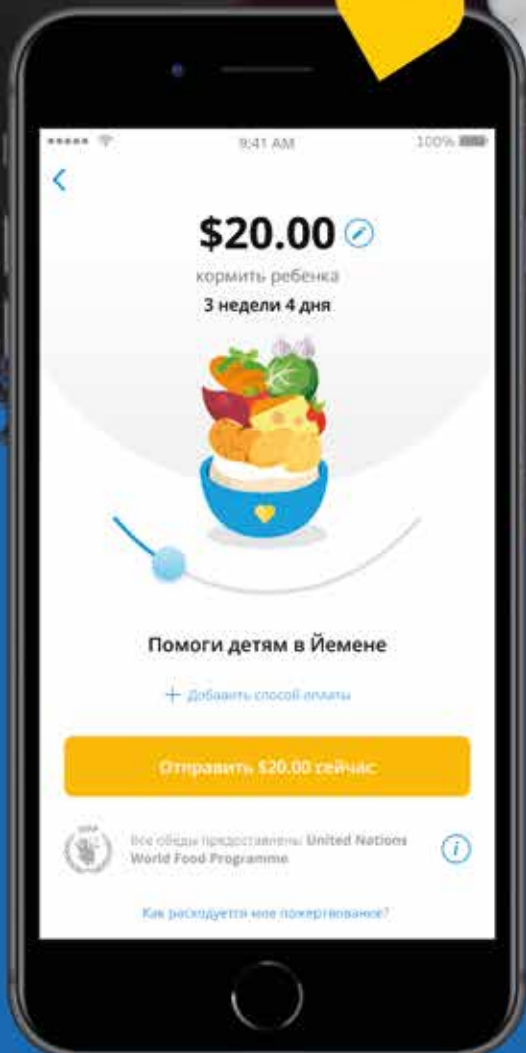 9:41 AM
100%
$20.00
кормить ребенка
3 недели 4 дня
Помоги детям в Йемене
+ Добавить способ оплаты
Отправить $20.00 сейчас
Все обеды предоставлены United Nations
World Food Programme
Как расходуется мое пожертвование?